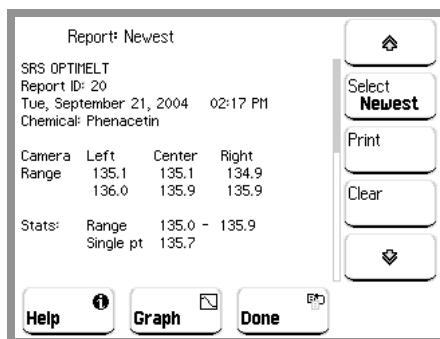 Report: Newest
SRS OPTIMELT
Report ID: 20
Tue, September 21, 2004 02:17 PM
Chemical: Phenacetin
Camera Left Center Right
Range 135.1 135.1 134.9
136.0 135.9 135.9
Stats: Range 135.0 - 135.9
Single pt 135.7
Select
Newest
Print
Clear
Help
Graph
Done